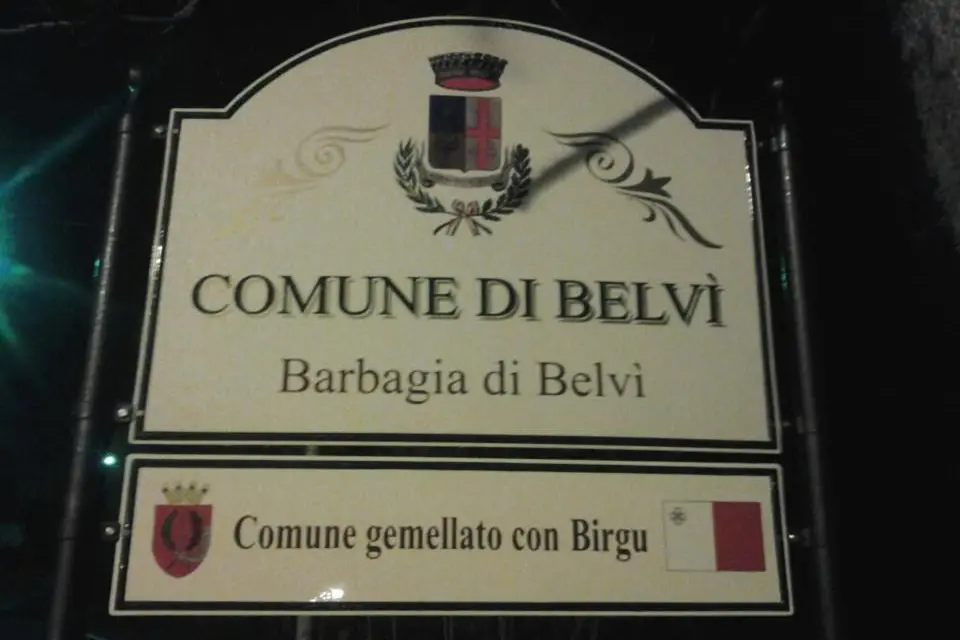 COMUNE DI BELVÌ
Barbagia di Belvì
Comune gemellato con Birgu